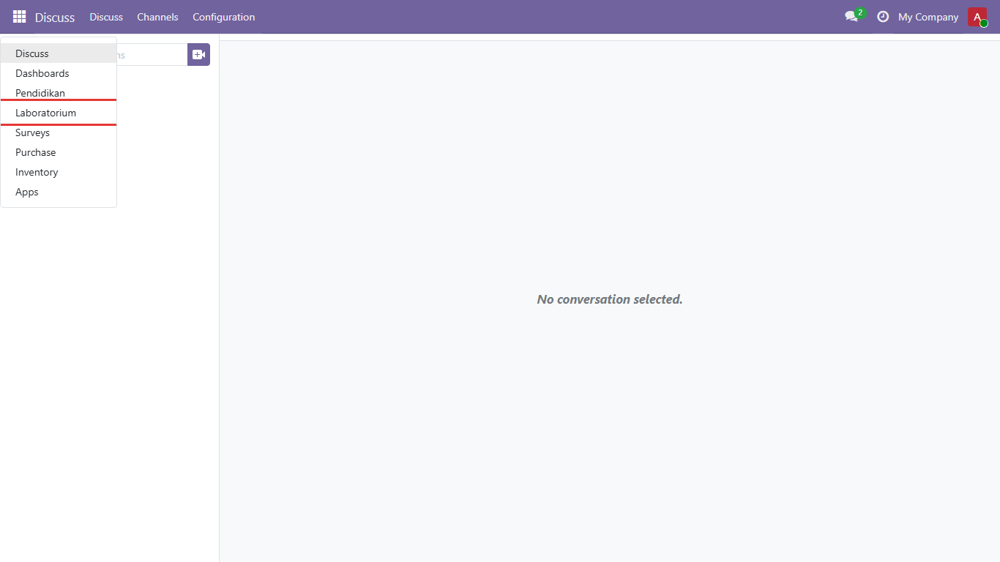 Discuss Discuss Channels Configuration 2 My Company A
Discuss
Dashboards
Pendidikan
Laboratorium
Surveys
Purchase
Inventory
Apps
No conversation selected.